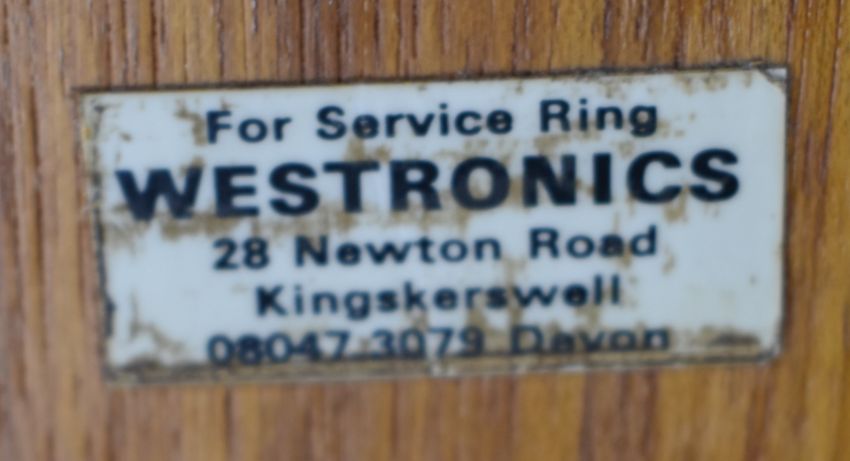 For Service Ring
WESTRONICS
28 Newton Road
Kingskerswell
08047 3079 Devon